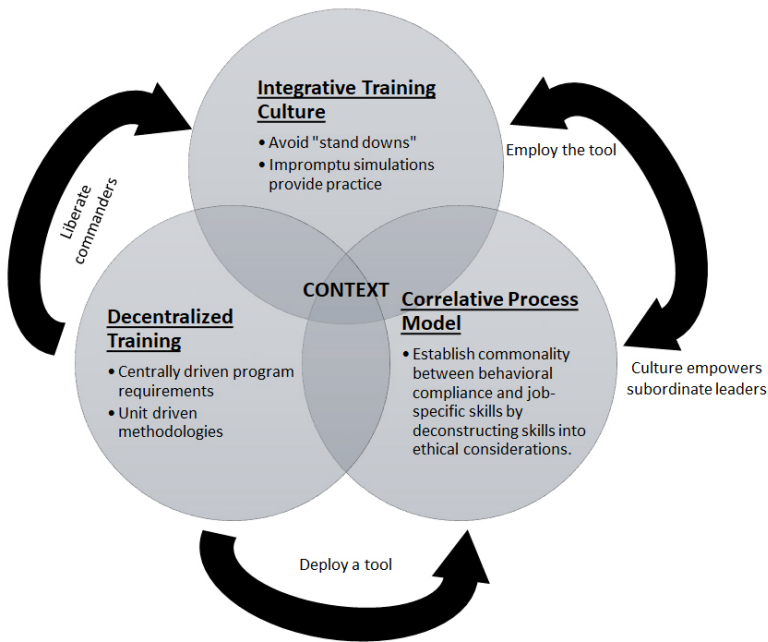 Integrative Training
Culture
• Avoid "stand downs"
• Impromptu simulations
provide practice
Employ the tool
Liberate
commanders
CONTEXT
Decentralized
Training
• Centrally driven program
requirements
• Unit driven
methodologies
Correlative Process
Model
• Establish commonality
between behavioral
compliance and job-
specific skills by
deconstructing skills into
ethical considerations.
Culture empowers
subordinate leaders
Deploy a tool